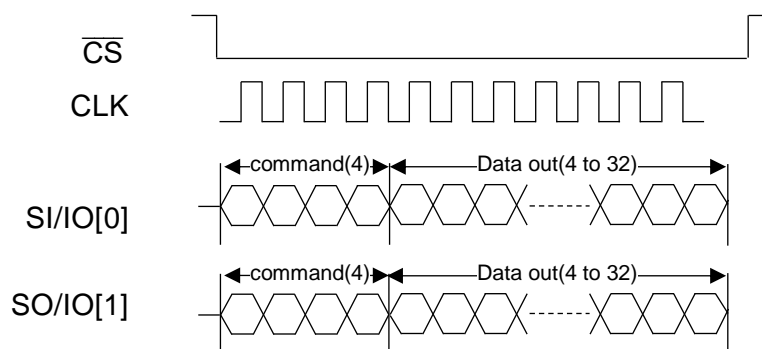 CS
CLK
command(4) Data out(4 to 32)
SI/IO[0]
command(4) Data out(4 to 32)
SO/IO[1]